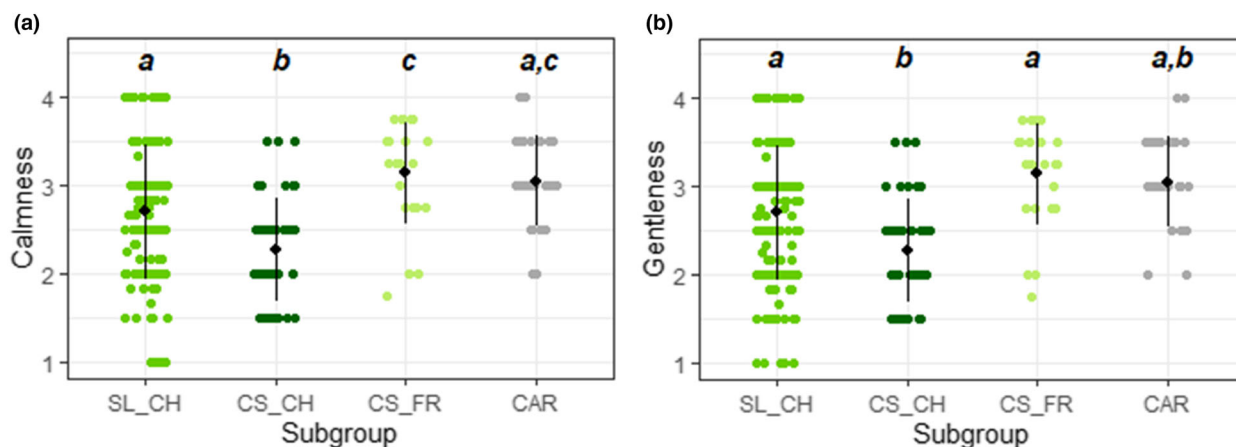 (a)
a b c a,c
4
3
2
1
Calmness
SL_CH CS_CH CS_FR CAR
Subgroup
(b)
a b a a,b
4
3
2
1
Gentleness
SL_CH CS_CH CS_FR CAR
Subgroup